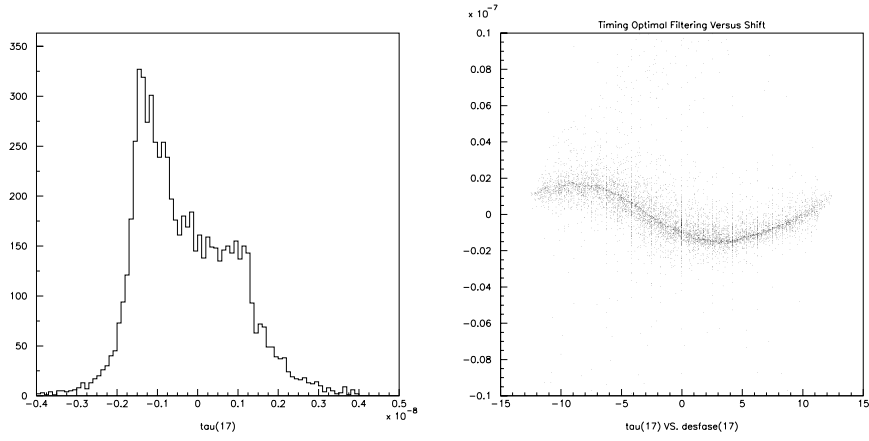 350
300
250
200
150
100
50
0
-0.4 -0.2 -0.1 0 0.1 0.2 0.3 0.4 0.5
x 10 -8
tau(17)
x 10 -7
Timing Optimal Filtering Versus Shift
0.1
0.08
0.06
0.04
0.02
0
-0.02
-0.04
-0.06
-0.08
-0.1
-15 -10 -5 0 5 10 15
tau(17) VS. desfase(17)